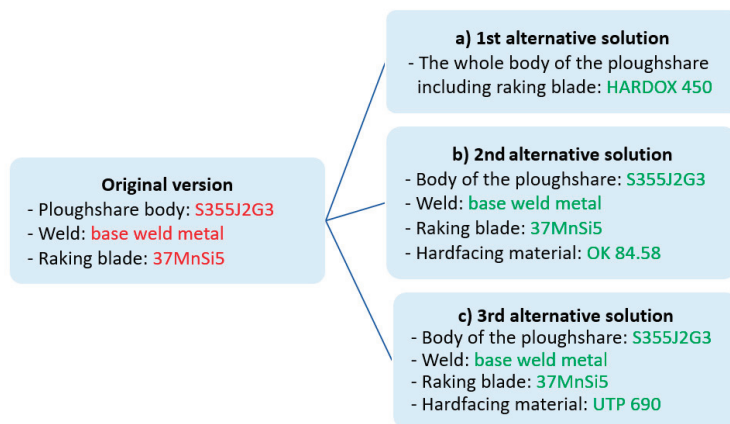 Original version
- Ploughshare body: S355J2G3
- Weld: base weld metal
- Raking blade: 37MnSi5
a) 1st alternative solution
- The whole body of the ploughshare
including raking blade: HARDOX 450
b) 2nd alternative solution
- Body of the ploughshare: S355J2G3
- Weld: base weld metal
- Raking blade: 37MnSi5
- Hardfacing material: OK 84.58
c) 3rd alternative solution
- Body of the ploughshare: S355J2G3
- Weld: base weld metal
- Raking blade: 37MnSi5
- Hardfacing material: UTP 690